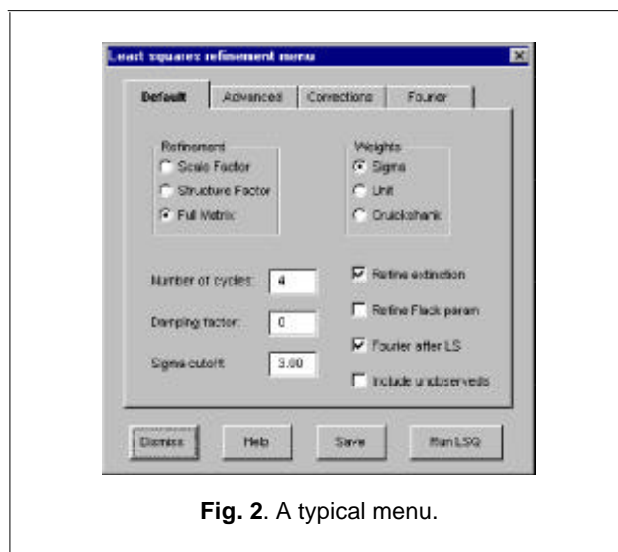 Least squares refinement menu
Default Advanced Corrections Fourier
Refinement
Scale Factor
Structure Factor
Full Matrix
Weights
Sigma
Unit
Cruickshank
Number of cycles: 4
Damping factor: 0
Sigma cutoff: 3.00
Refine extinction
Refine Flack param
Fourier after LS
Include unobserveds
Dismiss Help Save Run LSQ
Fig. 2. A typical menu.